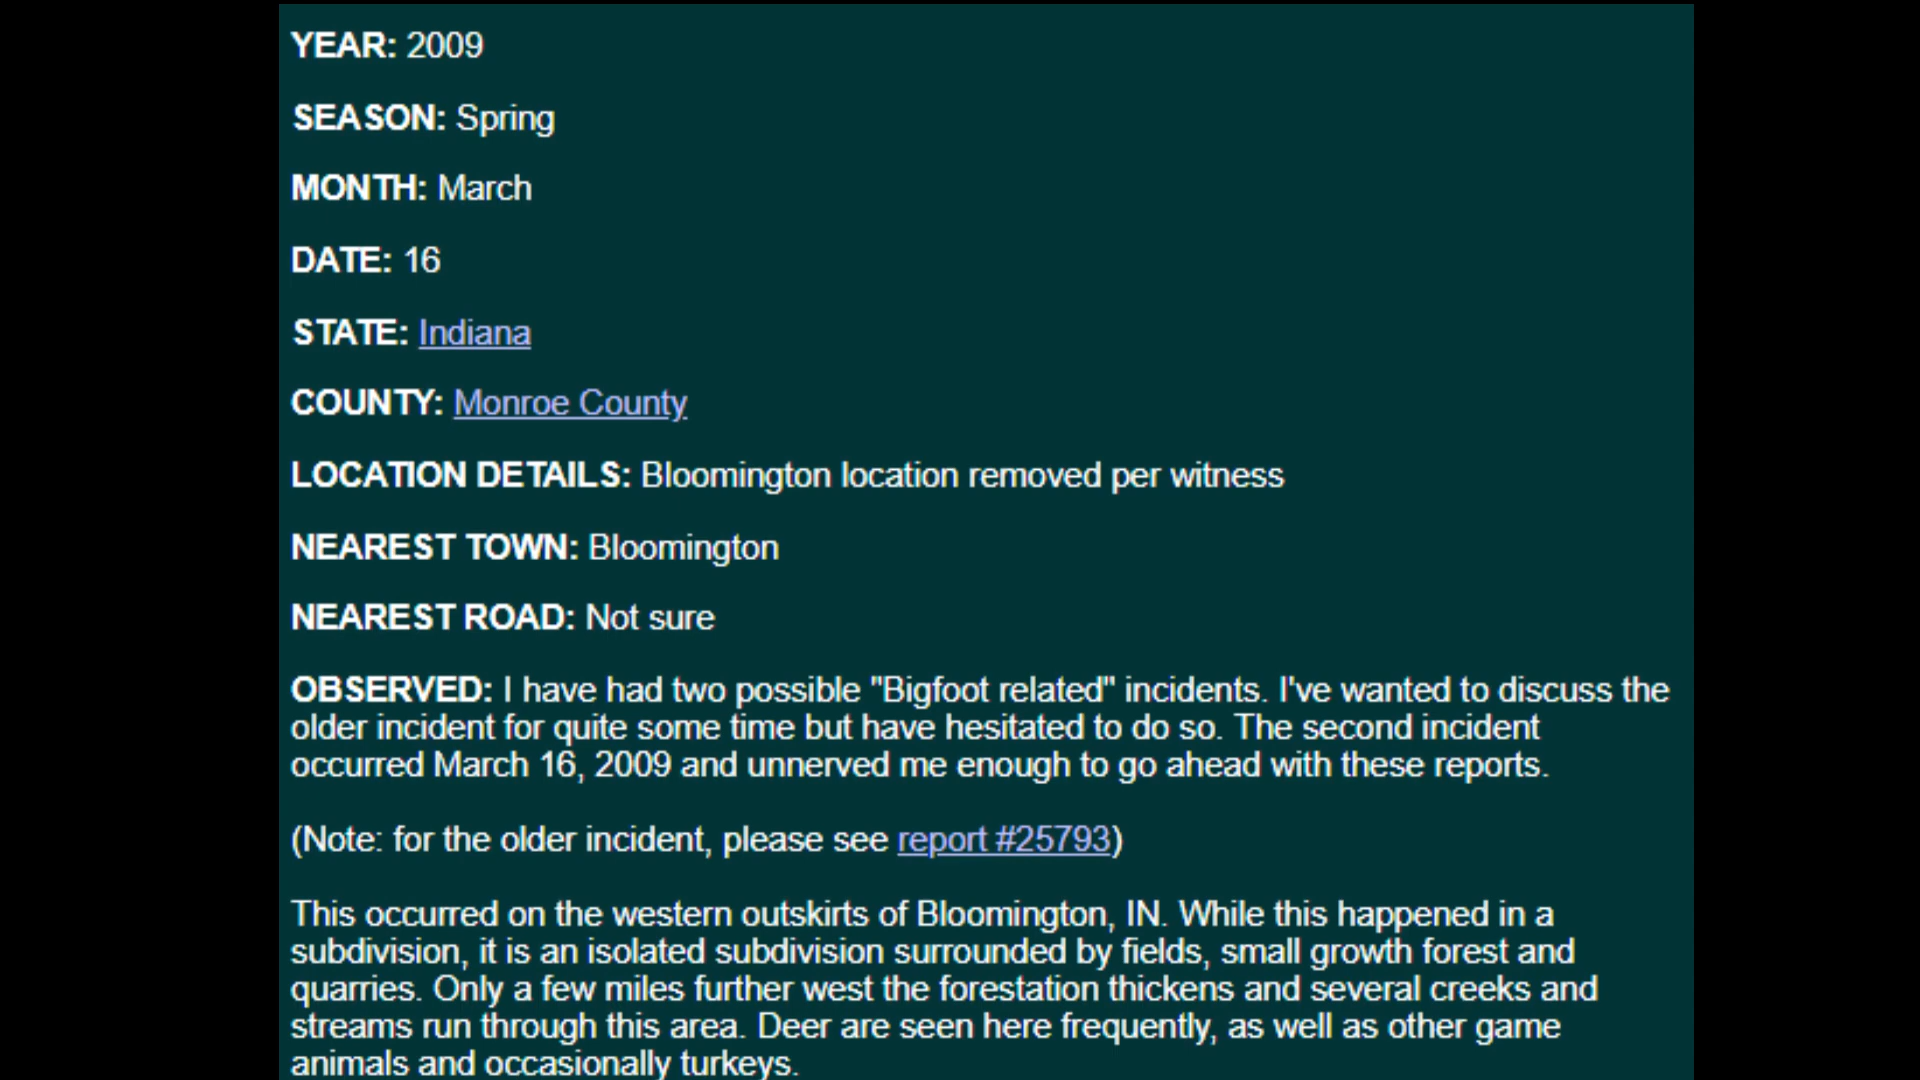 YEAR: 2009
SEASON: Spring
MONTH: March
DATE: 16
STATE: Indiana
COUNTY: Monroe County
LOCATION DETAILS: Bloomington location removed per witness
NEAREST TOWN: Bloomington
NEAREST ROAD: Not sure
OBSERVED: I have had two possible "Bigfoot related" incidents. I've wanted to discuss the
older incident for quite some time but have hesitated to do so. The second incident
occurred March 16, 2009 and unnerved me enough to go ahead with these reports.
(Note: for the older incident, please see report #25793)
This occurred on the western outskirts of Bloomington, IN. While this happened in a
subdivision, it is an isolated subdivision surrounded by fields, small growth forest and
quarries. Only a few miles further west the forestation thickens and several creeks and
streams run through this area. Deer are seen here frequently, as well as other game
animals and occasionally turkeys.